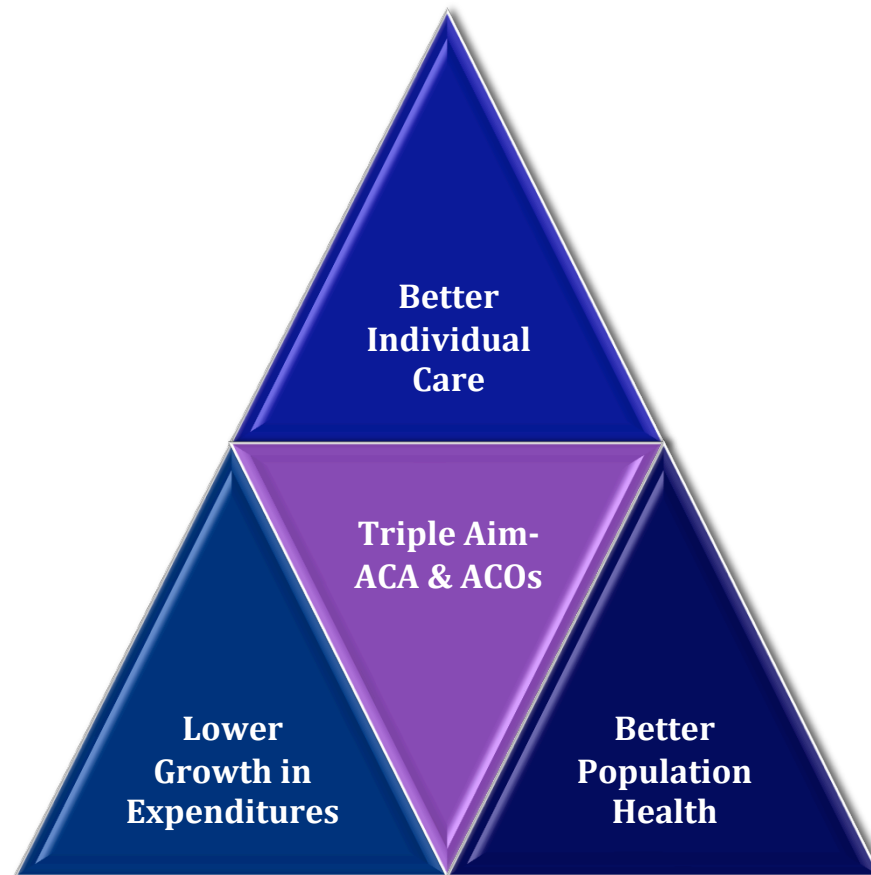 Better
Individual
Care
Triple Aim-
ACA & ACOs
Lower
Growth in
Expenditures
Better
Population
Health